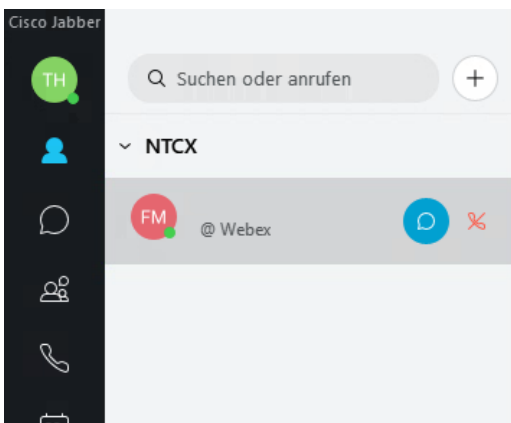 Cisco Jabber
TH
Suchen oder anrufen
NTCX
FM
@ Webex